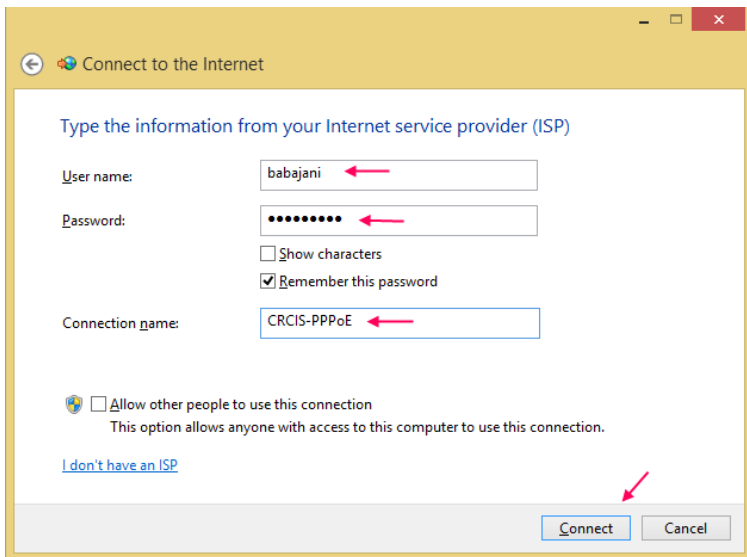 Connect to the Internet
Type the information from your Internet service provider (ISP)
User name: babajani
Password: •••••••••
Show characters
Remember this password
Connection name: CRCIS-PPPoE
Allow other people to use this connection
This option allows anyone with access to this computer to use this connection.
I don't have an ISP
Connect Cancel